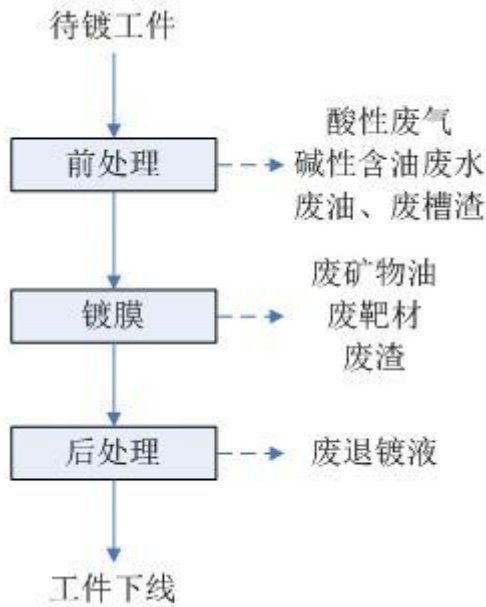 待镀工件
前处理
酸性废气
碱性含油废水
废油、废槽渣
镀膜
废矿物油
废靶材
废渣
后处理
废退镀液
工件下线